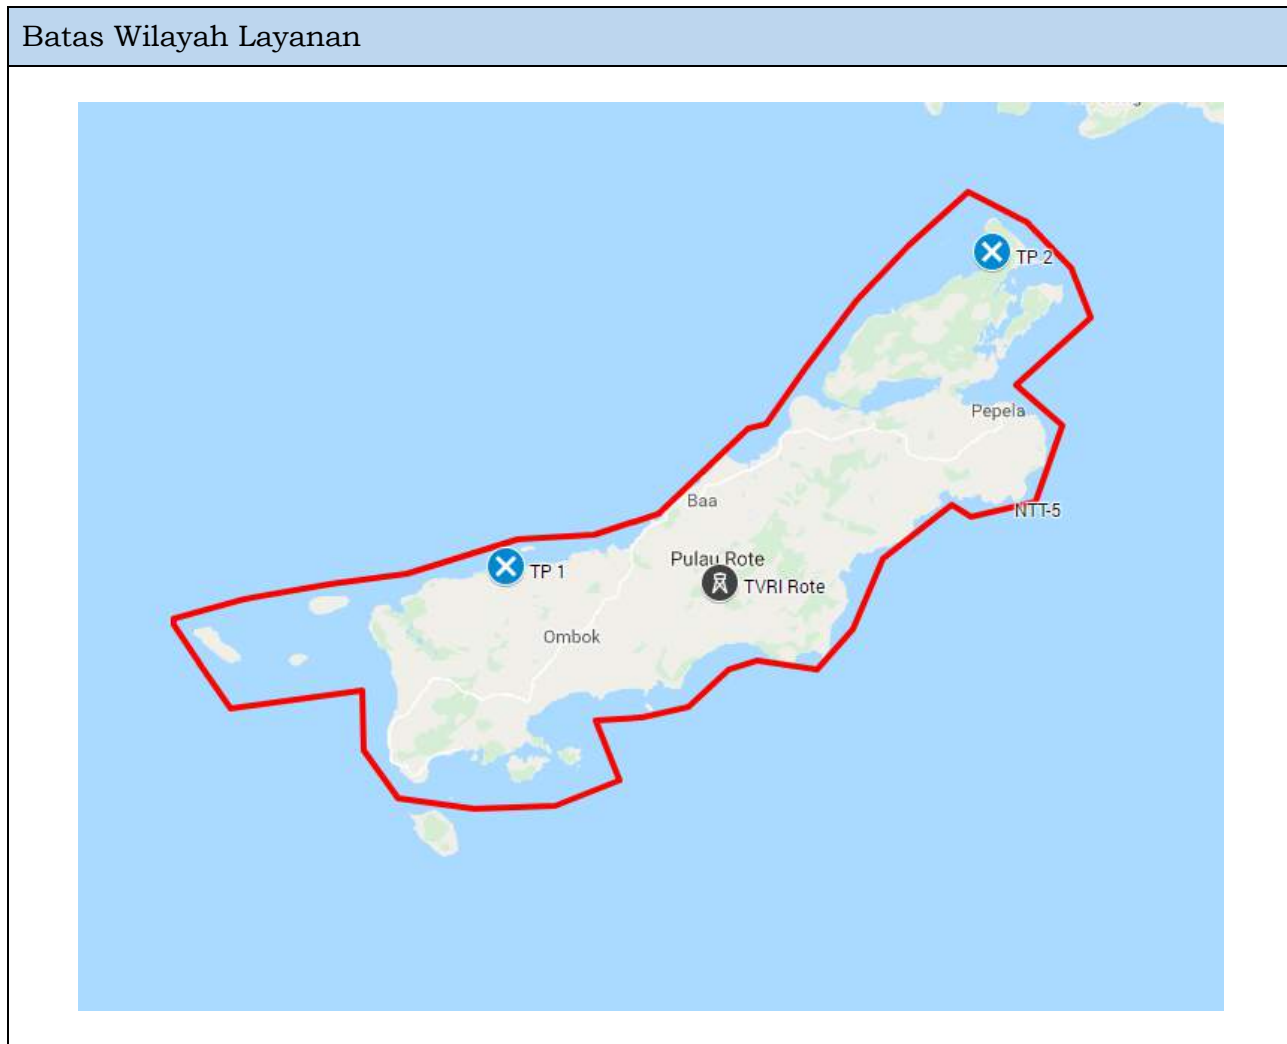 Batas Wilayah Layanan
TP 2
Pepela
Baa
NTT-5
Pulau Rote
TP 1
TVRI Rote
Ombok